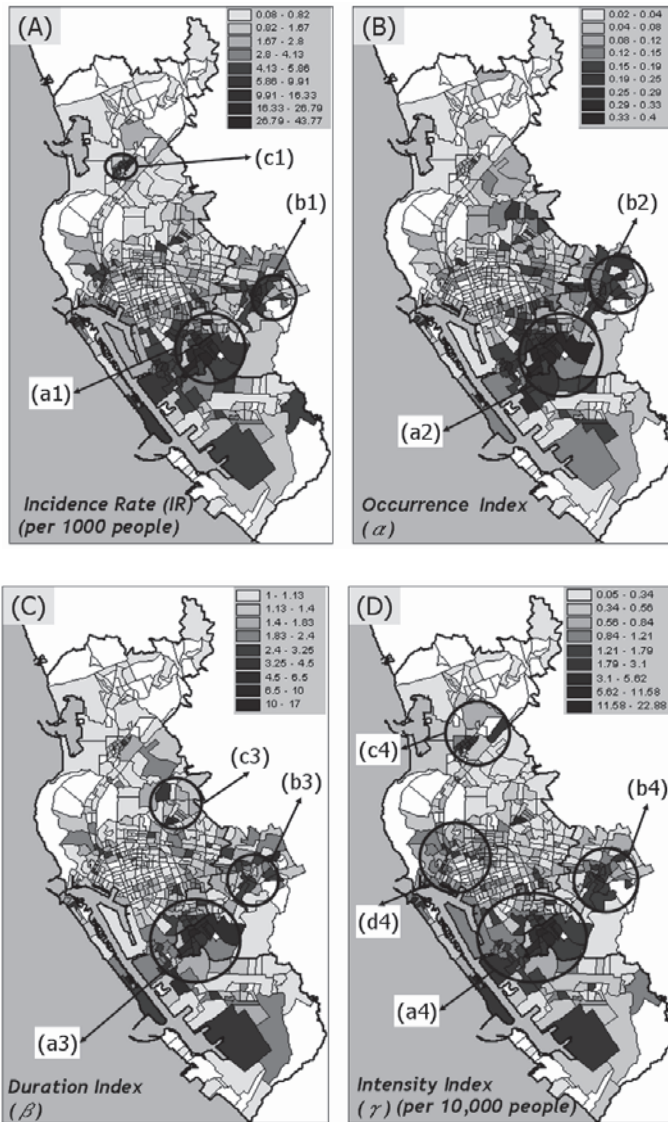 (A)
0.08 - 0.82
0.82 - 1.67
1.67 - 2.8
2.8 - 4.13
4.13 - 5.86
5.86 - 9.91
9.91 - 16.33
16.33 - 26.79
26.79 - 43.77
(c1)
(b1)
(a1)
Incidence Rate (IR)
(per 1000 people)
(B)
0.02 - 0.04
0.04 - 0.08
0.08 - 0.12
0.12 - 0.15
0.15 - 0.19
0.19 - 0.25
0.25 - 0.29
0.29 - 0.33
0.33 - 0.4
(b2)
(a2)
Occurrence Index
(α)
(C)
1 - 1.13
1.13 - 1.4
1.4 - 1.83
1.83 - 2.4
2.4 - 3.25
3.25 - 4.5
4.5 - 6.5
6.5 - 10
10 - 17
(c3)
(b3)
(a3)
Duration Index
(β)
(D)
0.05 - 0.34
0.34 - 0.56
0.56 - 0.84
0.84 - 1.21
1.21 - 1.79
1.79 - 3.1
3.1 - 5.62
5.62 - 11.58
11.58 - 22.88
(c4)
(b4)
(d4)
(a4)
Intensity Index
(γ) (per 10,000 people)